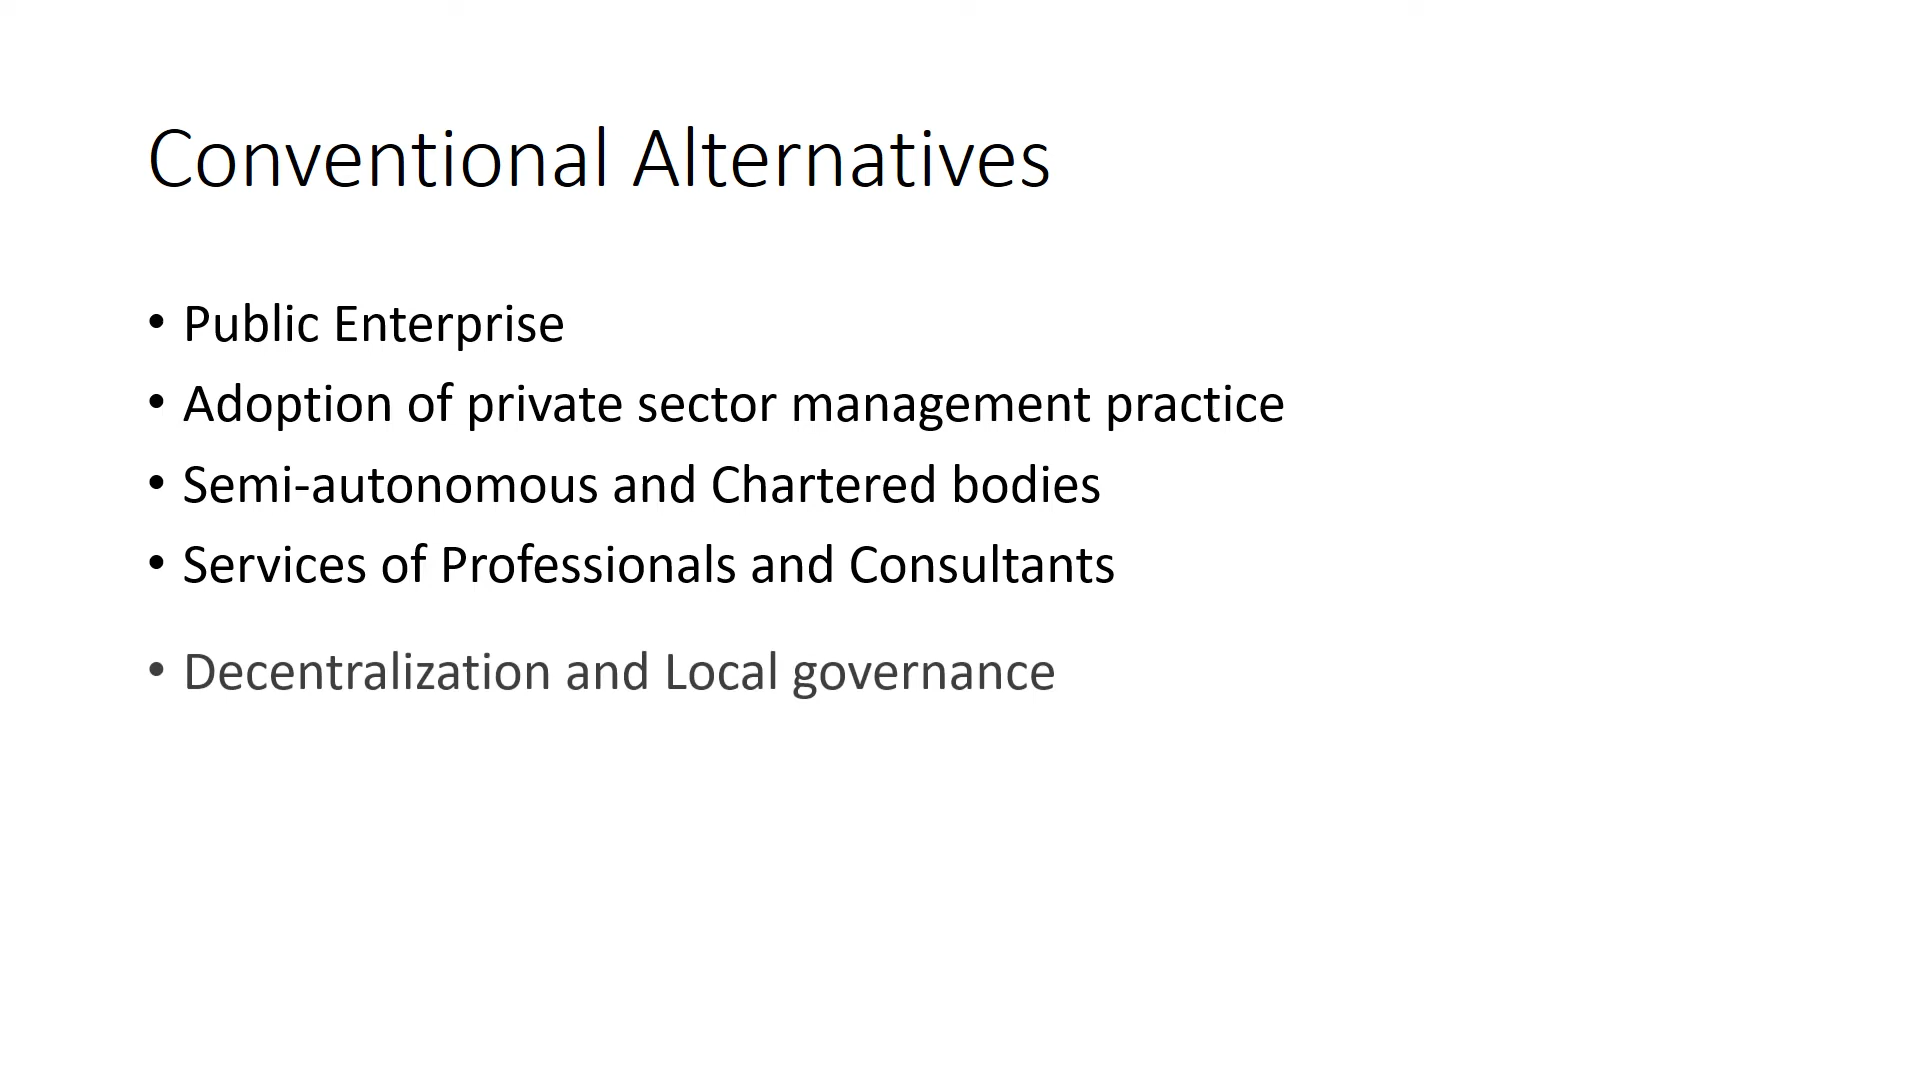 Conventional Alternatives
• Public Enterprise
• Adoption of private sector management practice
• Semi-autonomous and Chartered bodies
• Services of Professionals and Consultants
• Decentralization and Local governance